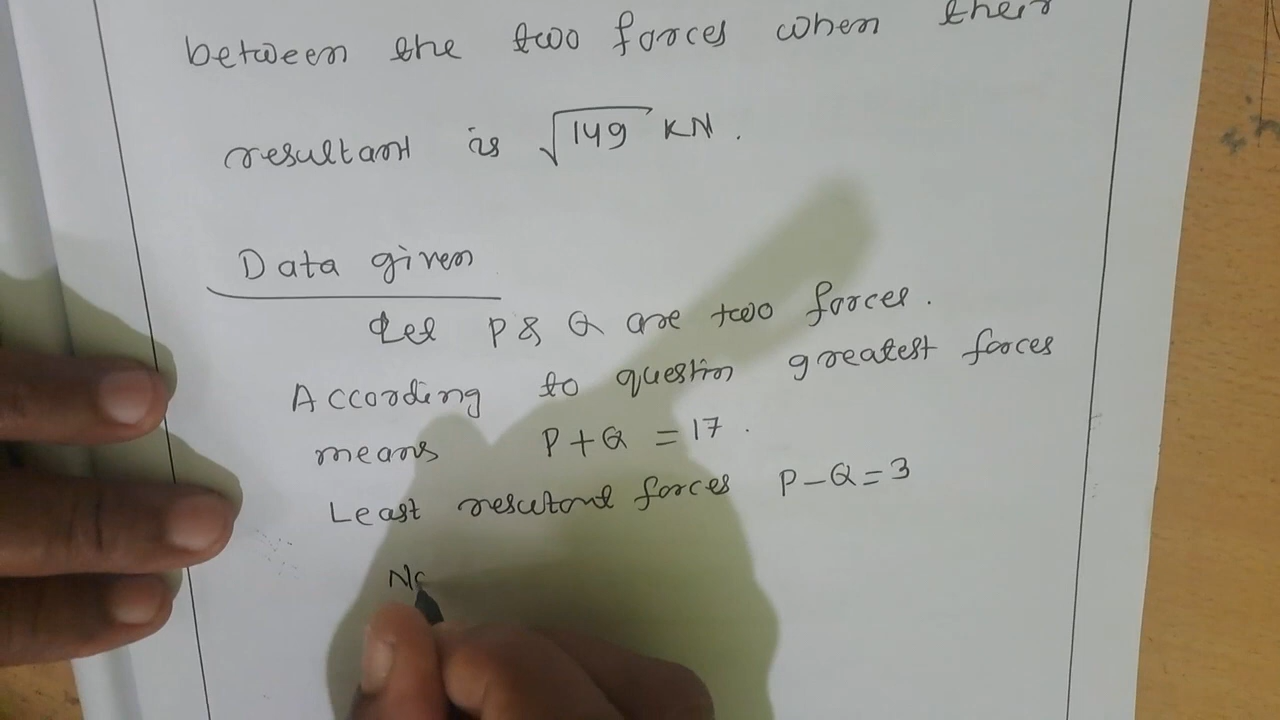 between the two forces when their
resultant is √149 KN.
Data given
Let P & Q are two forces.
According to question greatest forces
means P+Q = 17.
Least resultant forces P-Q=3
No